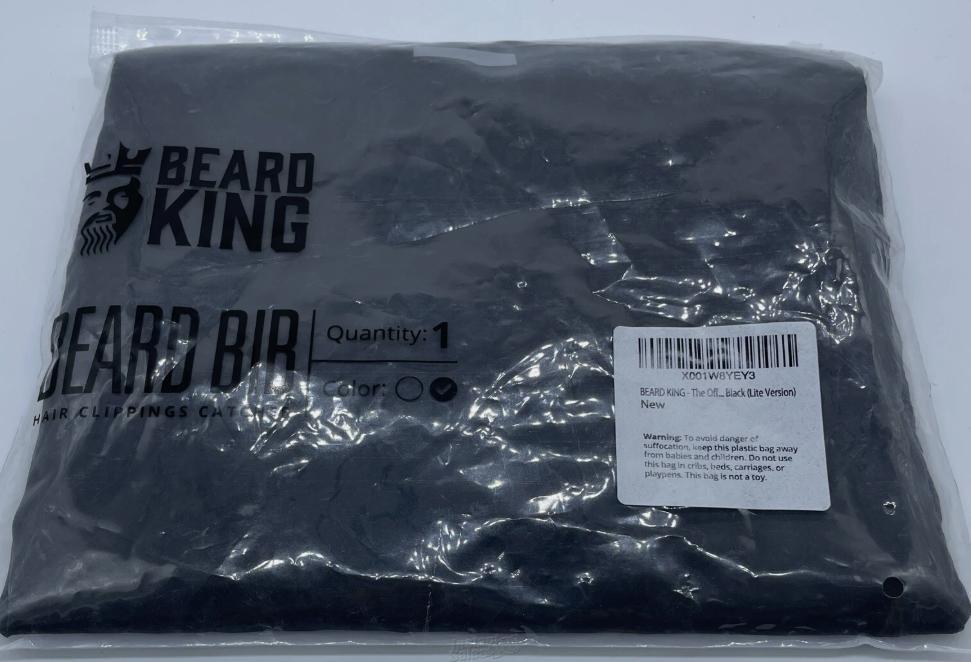 BEARD
KING
BEARD BIB
HAIR CLIPPINGS CATCHER
Quantity: 1
Color:
X001W8YEY3
BEARD KING - The Off... Black (Lite Version)
New
Warning: To avoid danger of
suffocation, keep this plastic bag away
from babies and children. Do not use
this bag in cribs, beds, carriages, or
playpens. This bag is not a toy.